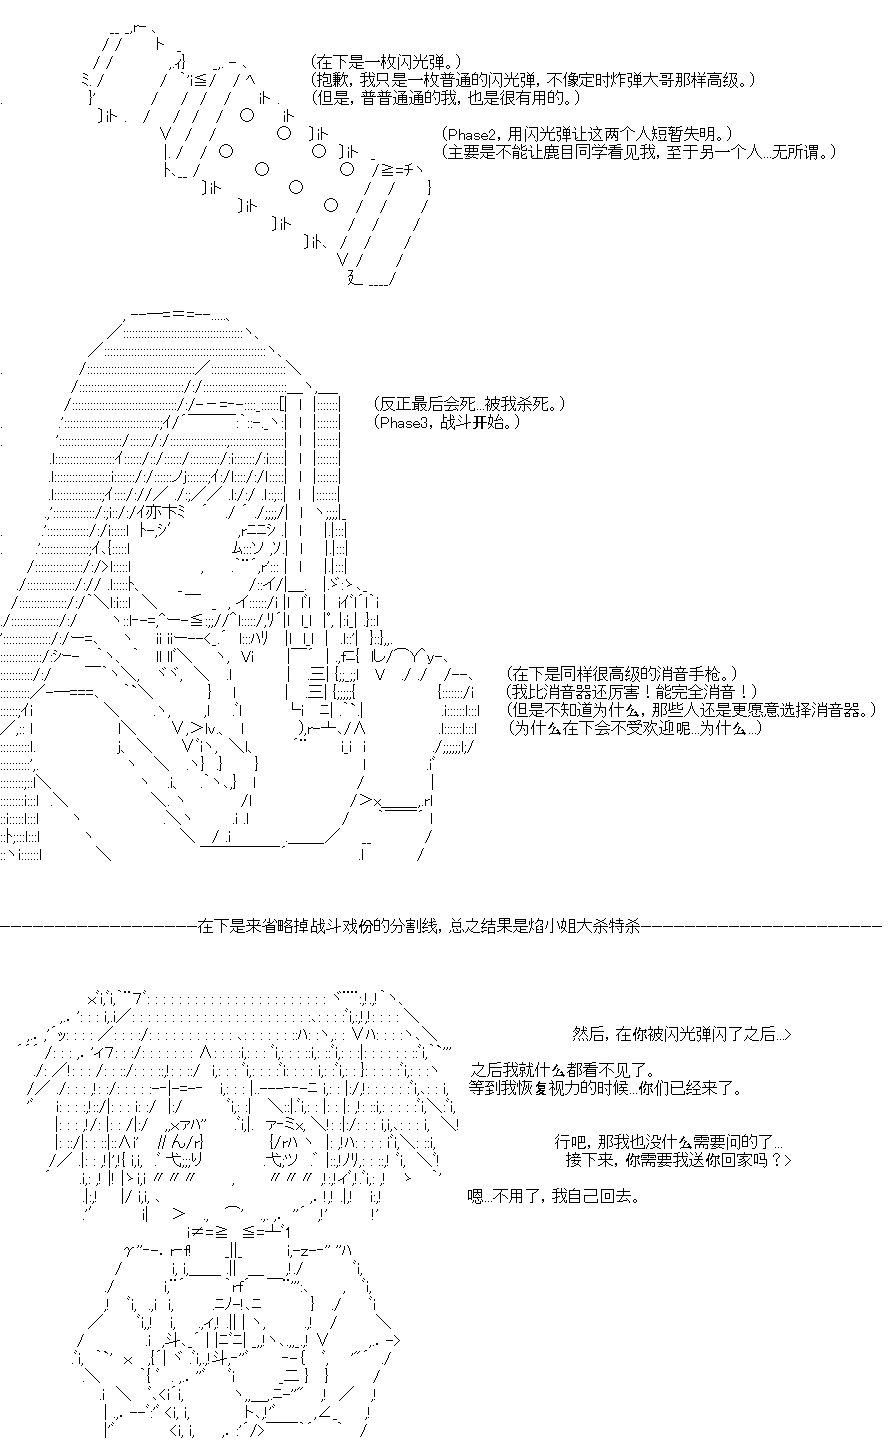 (在下是一枚闪光弹。)
(抱歉，我只是一枚普通的闪光弹，不像定时炸弹大哥那样高级。)
(但是，普普通通的我，也是很有用的。)
(Phase2，用闪光弹让这两个人短暂失明。)
(主要是不能让鹿目同学看见我，至于另一个人...无所谓。)
(反正最后会死...被我杀死。)
(Phase3，战斗开始。)
(在下是同样很高级的消音手枪。)
(我比消音器还厉害！能完全消音！)
(但是不知道为什么，那些人还是更愿意选择消音器。)
(为什么在下会不受欢迎呢...为什么...)
在下是来省略掉战斗戏份的分割线，总之结果是焰小姐大杀特杀
然后，在你被闪光弹闪了之后...>
之后我就什么都看不见了。
等到我恢复视力的时候...你们已经来了。
行吧，那我也没什么需要问的了...
接下来，你需要我送你回家吗？>
嗯...不用了，我自己回去。